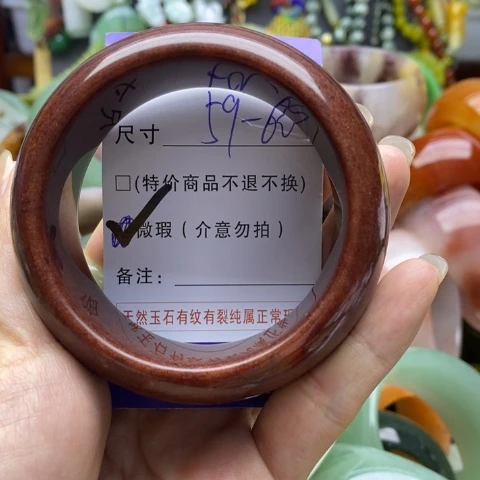 尺寸
59-60
□(特价商品不退不换)
微瑕(介意勿拍)
备注:
天然玉石有纹有裂纯属正常现